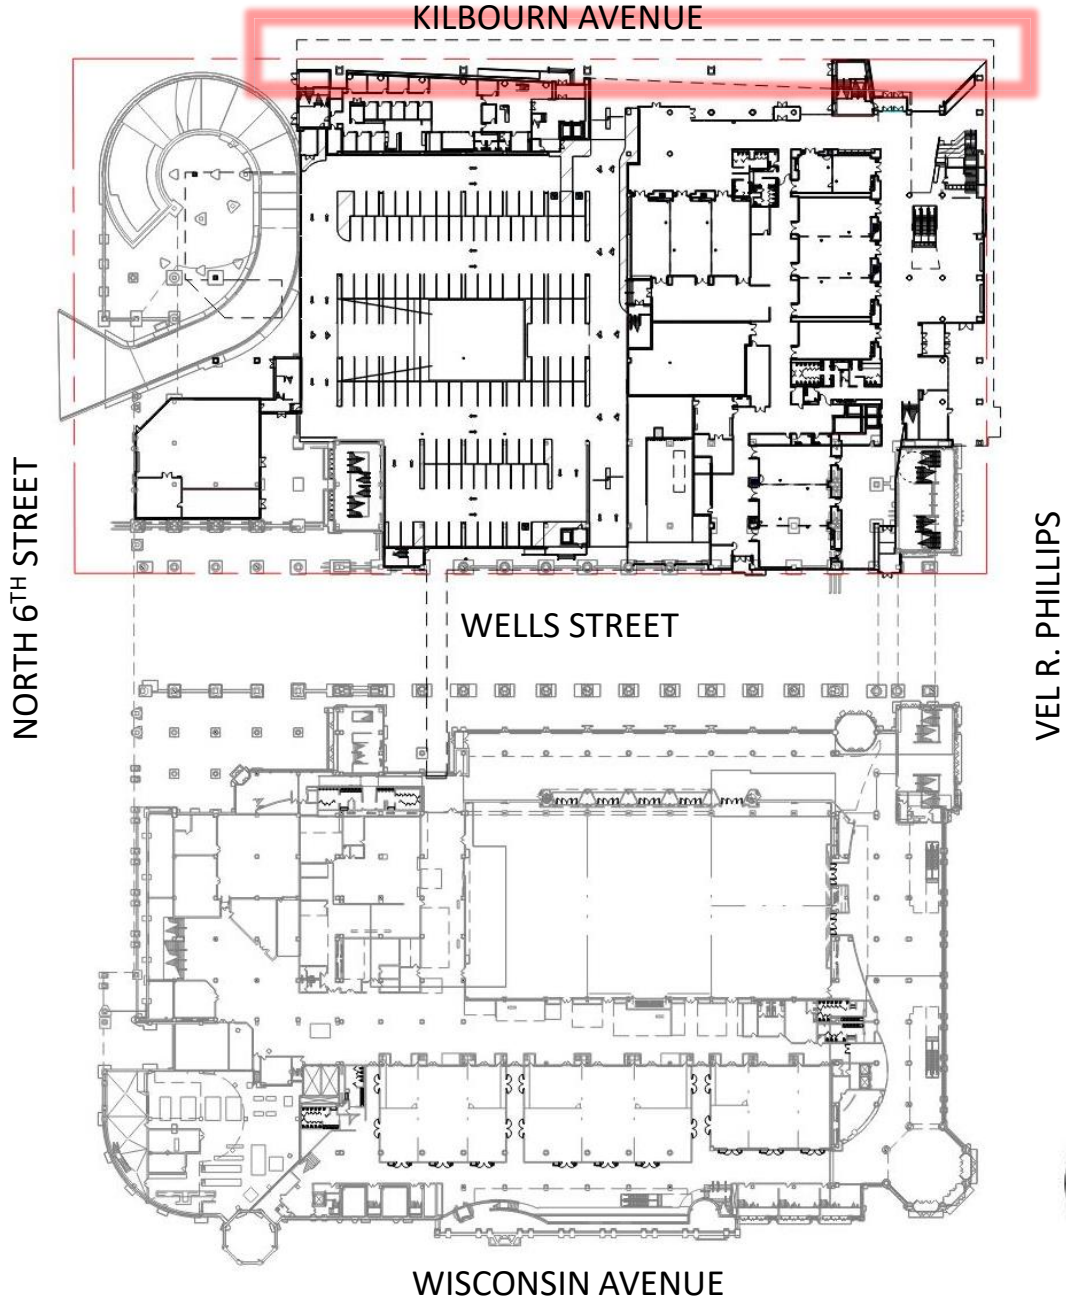 KILBOURN AVENUE
NORTH 6TH STREET
WELLS STREET
VEL R. PHILLIPS
WISCONSIN AVENUE